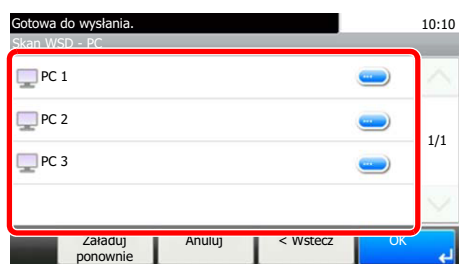 Gotowa do wysłania. 10:10
Skan WSD - PC
PC 1
PC 2
1/1
PC 3
Załaduj ponownie
Anuluj
< Wstecz
OK